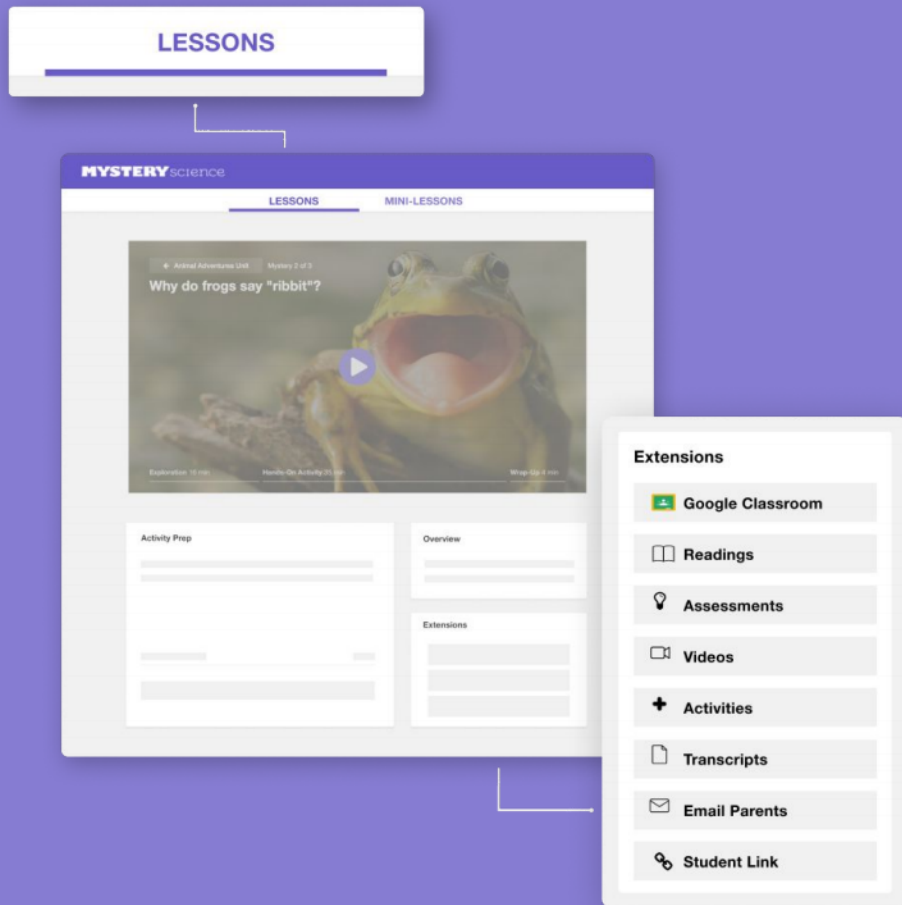 LESSONS
MYSTERY science
LESSONS MINI-LESSONS
Animal Adventures Unit Mystery 2 of 3
Why do frogs say "ribbit"?
Exploration 16 min Hands-On Activity 25 min Wrap-Up 4 min
Activity Prep
Overview
Extensions
Extensions
Google Classroom
Readings
Assessments
Videos
Activities
Transcripts
Email Parents
Student Link